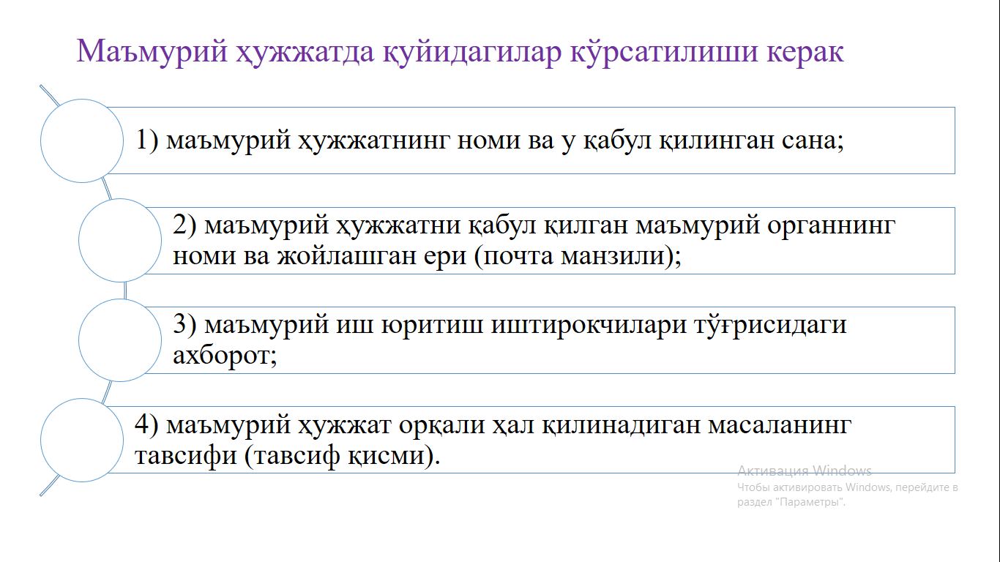 Маъмурий ҳужжатда қуйидагилар кўрсатилиши керак
1) маъмурий ҳужжатнинг номи ва у қабул қилинган сана;
2) маъмурий ҳужжатни қабул қилган маъмурий органнинг
номи ва жойлашган ери (почта манзили);
3) маъмурий иш юритиш иштирокчилари тўғрисидаги
ахборот;
4) маъмурий ҳужжат орқали ҳал қилинадиган масаланинг
тавсифи (тавсиф қисми).
Активация Windows
Чтобы активировать Windows, перейдите в
раздел "Параметры".